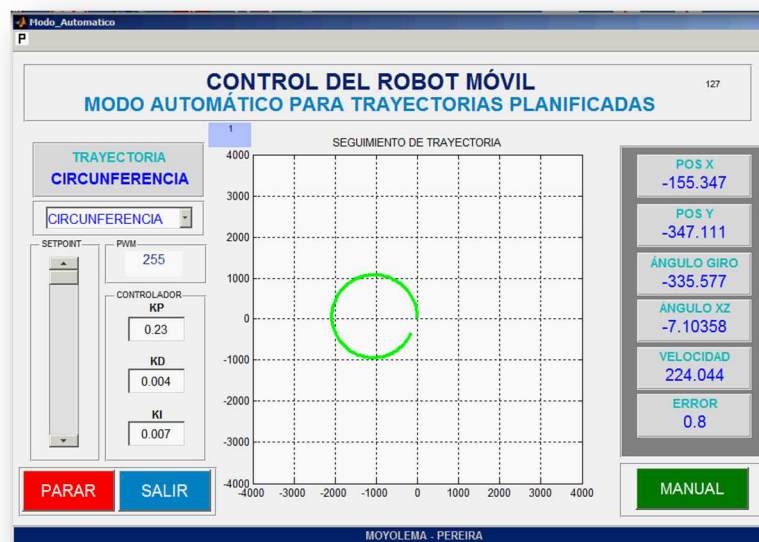 Modo_Automatico
P
CONTROL DEL ROBOT MÓVIL
MODO AUTOMÁTICO PARA TRAYECTORIAS PLANIFICADAS
127
TRAYECTORIA
CIRCUNFERENCIA
CIRCUNFERENCIA
SETPOINT
PWM
255
CONTROLADOR
KP
0.23
KD
0.004
KI
0.007
PARAR
SALIR
1
SEGUIMIENTO DE TRAYECTORIA
4000
3000
2000
1000
0
-1000
-2000
-3000
-4000
-4000 -3000 -2000 -1000 0 1000 2000 3000 4000
POS X
-155.347
POS Y
-347.111
ÁNGULO GIRO
-335.577
ÁNGULO XZ
-7.10358
VELOCIDAD
224.044
ERROR
0.8
MANUAL
MOYOLEMA - PEREIRA